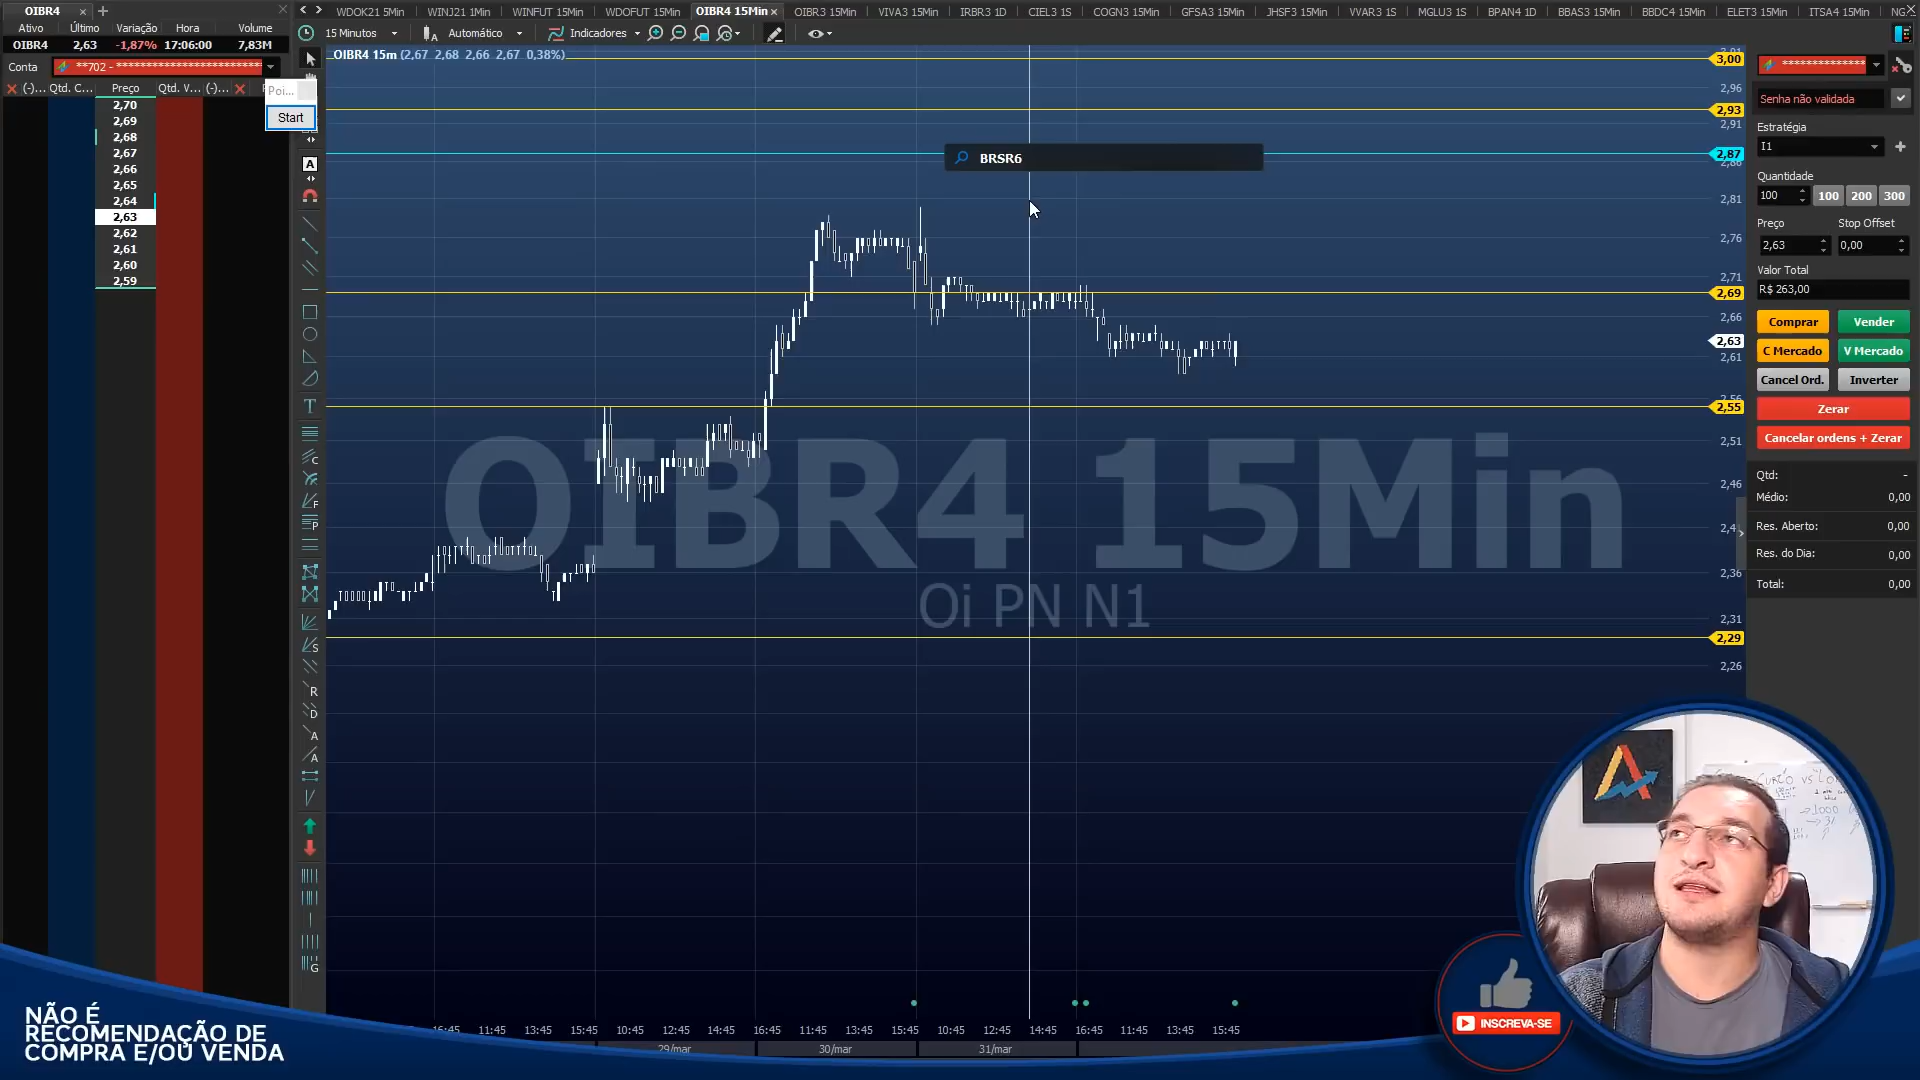 OIBR4
WDOK21 5Min WINJ21 1Min WINFUT 15Min WDOFUT 15Min OIBR4 15Min OIBR3 15Min VIVA3 15Min IRBR3 1D CIEL3 1S COGN3 15Min GFSA3 15Min JHSF3 15Min VVAR3 1S MGLU3 1S BPAN4 1D BBAS3 15Min BBDC4 15Min ELET3 15Min ITSA4 15Min
Ativo Último Variação Hora Volume
OIBR4 2,63 -1,87% 17:06:00 7,83M
15 Minutos Automático Indicadores
Conta **702 - **************************
(-)... Qtd. C... Preço Qtd. V... (-)...
Poi...
Start
2,70
2,69
2,68
2,67
2,66
2,65
2,64
2,63
2,62
2,61
2,60
2,59
OIBR4 15m (2,67 2,68 2,66 2,67 0,38%)
BRSR6
OIBR4 15Min
Oi PN N1
3,00
2,96
2,93
2,91
2,87
2,81
2,76
2,71
2,69
2,66
2,63
2,61
2,55
2,51
2,46
2,36
2,31
2,29
2,26
16:45 11:45 13:45 15:45 10:45 12:45 14:45 16:45 11:45 13:45 15:45 10:45 12:45 14:45 16:45 11:45 13:45 15:45
29/mar 30/mar 31/mar
Senha não validada
Estratégia
I1
Quantidade
100 100 200 300
Preço Stop Offset
2,63 0,00
Valor Total
R$ 263,00
Comprar Vender
C Mercado V Mercado
Cancel Ord. Inverter
Zerar
Cancelar ordens + Zerar
Qtd: -
Médio: 0,00
Res. Aberto: 0,00
Res. do Dia: 0,00
Total: 0,00
NÃO É
RECOMENDAÇÃO DE
COMPRA E/OU VENDA
INSCREVA-SE